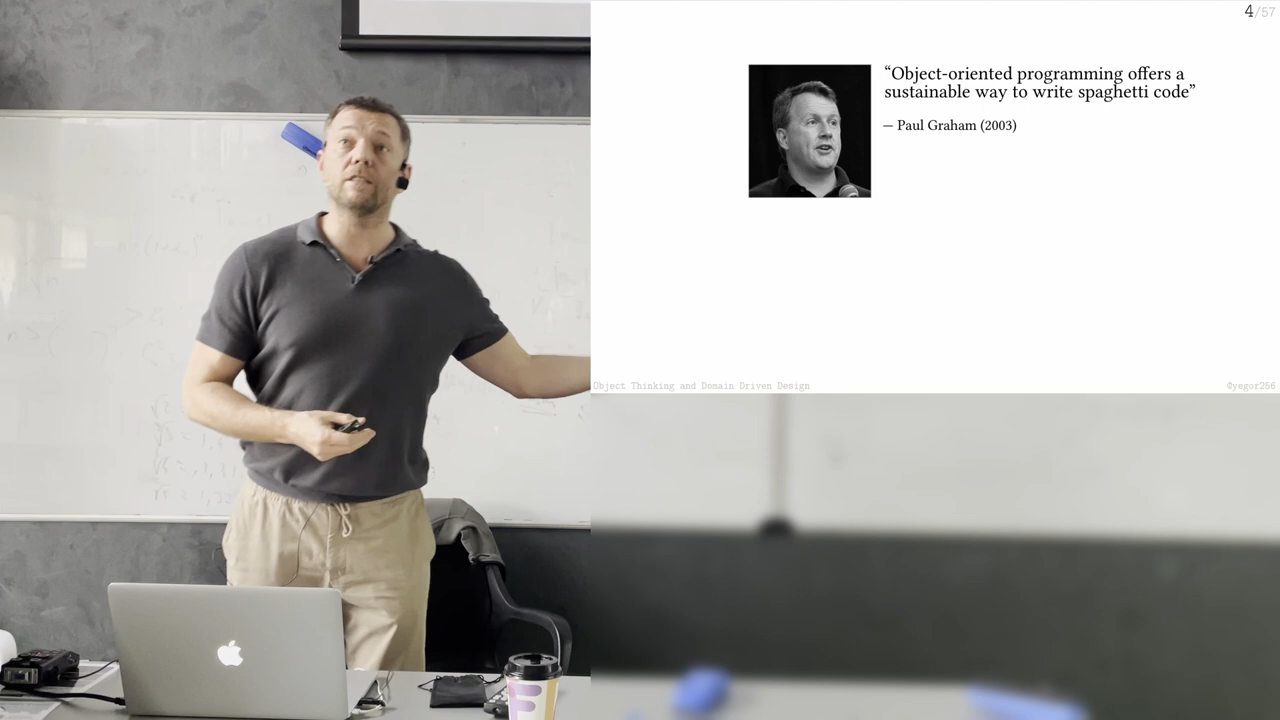 4/57
“Object-oriented programming offers a
sustainable way to write spaghetti code”
— Paul Graham (2003)
Object Thinking and Domain Driven Design
@yegor256